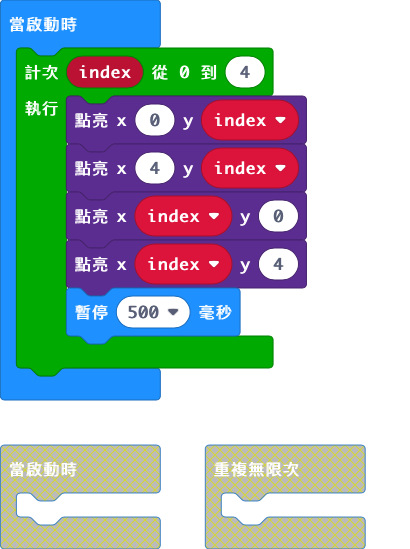 當啟動時
計次 index 從 0 到 4
執行
點亮 x 0 y index
點亮 x 4 y index
點亮 x index y 0
點亮 x index y 4
暫停 500 毫秒
當啟動時
重複無限次